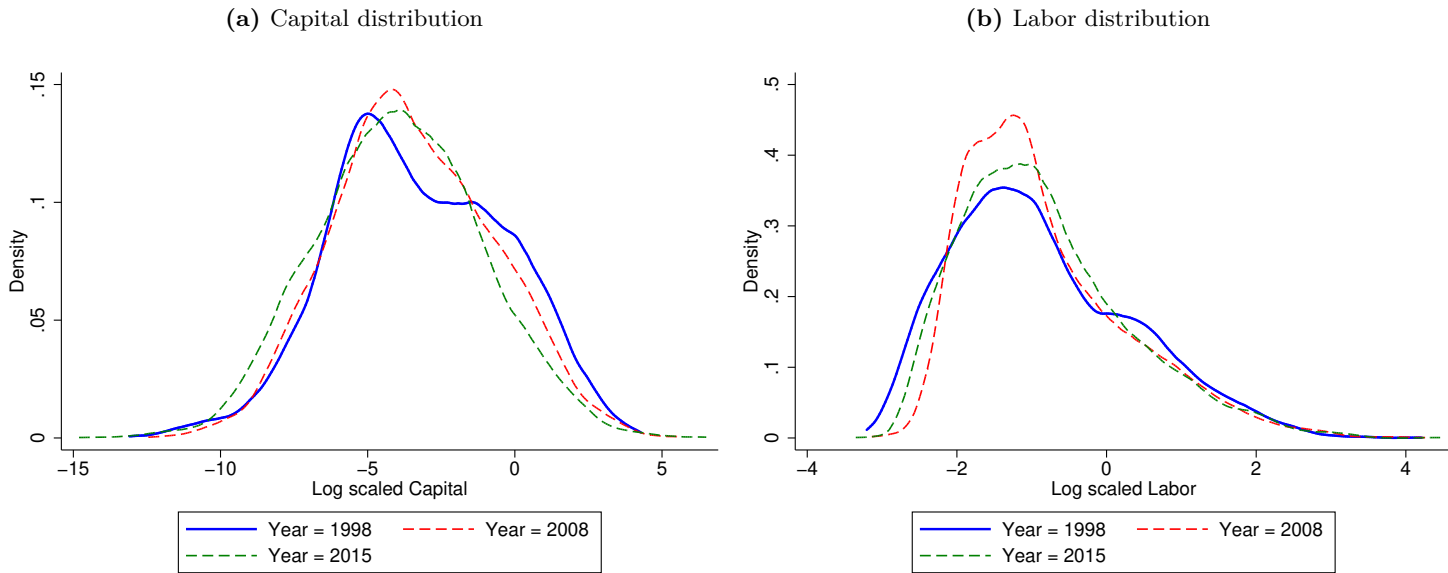 (a) Capital distribution
.15
.1
.05
0
Density
−15
−10
−5
0
5
Log scaled Capital
Year = 1998
Year = 2008
Year = 2015
(b) Labor distribution
.5
.4
.3
.2
.1
0
Density
−4
−2
0
2
4
Log scaled Labor
Year = 1998
Year = 2008
Year = 2015